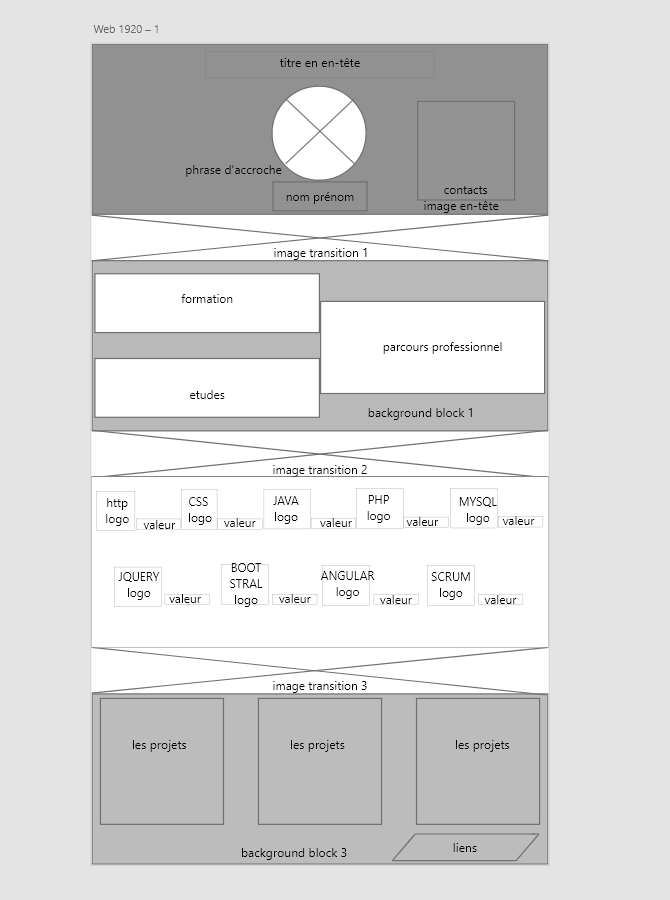 Web 1920 – 1
titre en en-tête
phrase d'accroche
nom prénom
contacts
image en-tête
image transition 1
formation
parcours professionnel
etudes
background block 1
image transition 2
http
logo
valeur
CSS
logo
valeur
JAVA
logo
valeur
PHP
logo
valeur
MYSQL
logo
valeur
JQUERY
logo
valeur
BOOT
STRAL
logo
valeur
ANGULAR
logo
valeur
SCRUM
logo
valeur
image transition 3
les projets
les projets
les projets
liens
background block 3